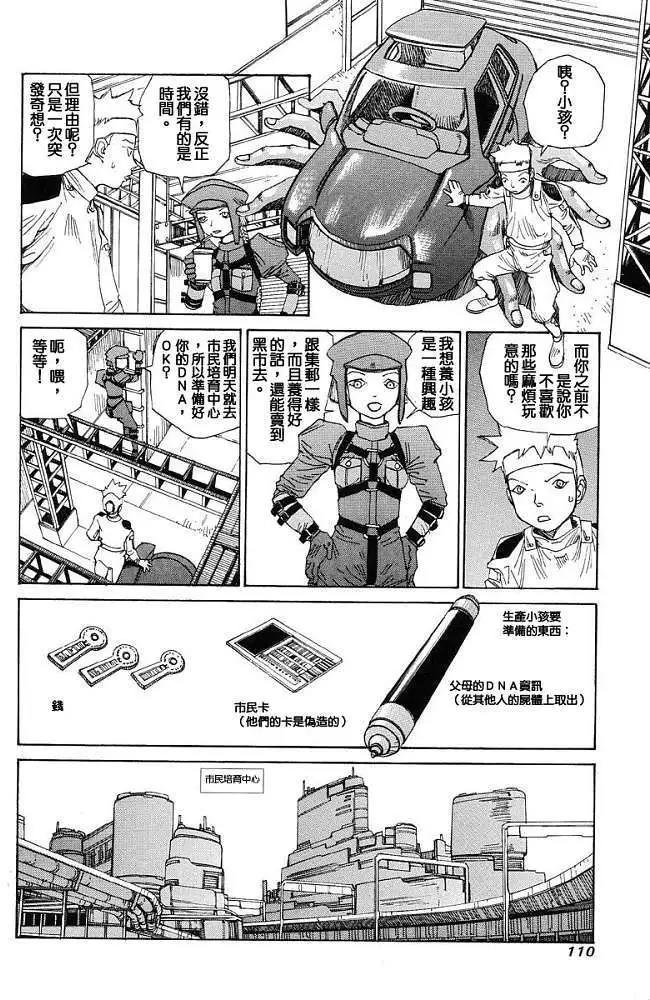 咦？小孩？
沒錯，反正
我們有的是
時間。
但理由呢？
只是一次突
發奇想？
而你之前不
是說你
不喜歡
那些麻煩玩
意的嗎？
我想養小孩
是一種興趣
跟集郵一樣
，而且養得好
的話，還能賣到
黑市去。
我們明天就去
市民培育中心
，所以準備好
你的DNA，
OK？
呃，喂，
等等！
生產小孩要
準備的東西：
父母的DNA資訊
（從其他人的屍體上取出）
市民卡
（他們的卡是偽造的）
錢
市民培育中心
110